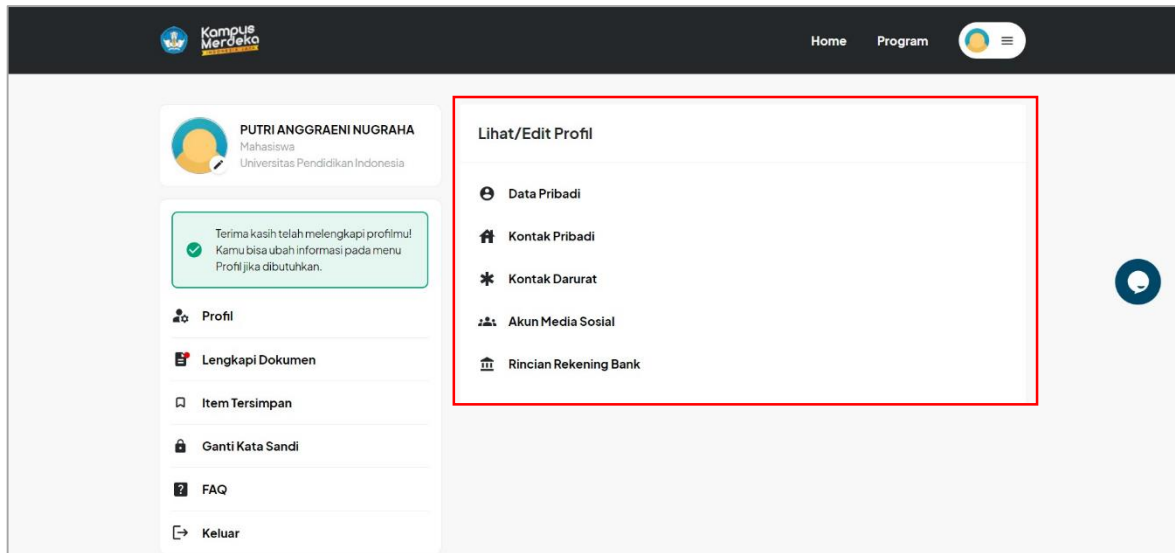 Kampus
Merdeka
INDONESIA JAYA
Home
Program
PUTRI ANGGRAENI NUGRAHA
Mahasiswa
Universitas Pendidikan Indonesia
Terima kasih telah melengkapi profilmu!
Kamu bisa ubah informasi pada menu
Profil jika dibutuhkan.
Profil
Lengkapi Dokumen
Item Tersimpan
Ganti Kata Sandi
FAQ
Keluar
Lihat/Edit Profil
Data Pribadi
Kontak Pribadi
Kontak Darurat
Akun Media Sosial
Rincian Rekening Bank